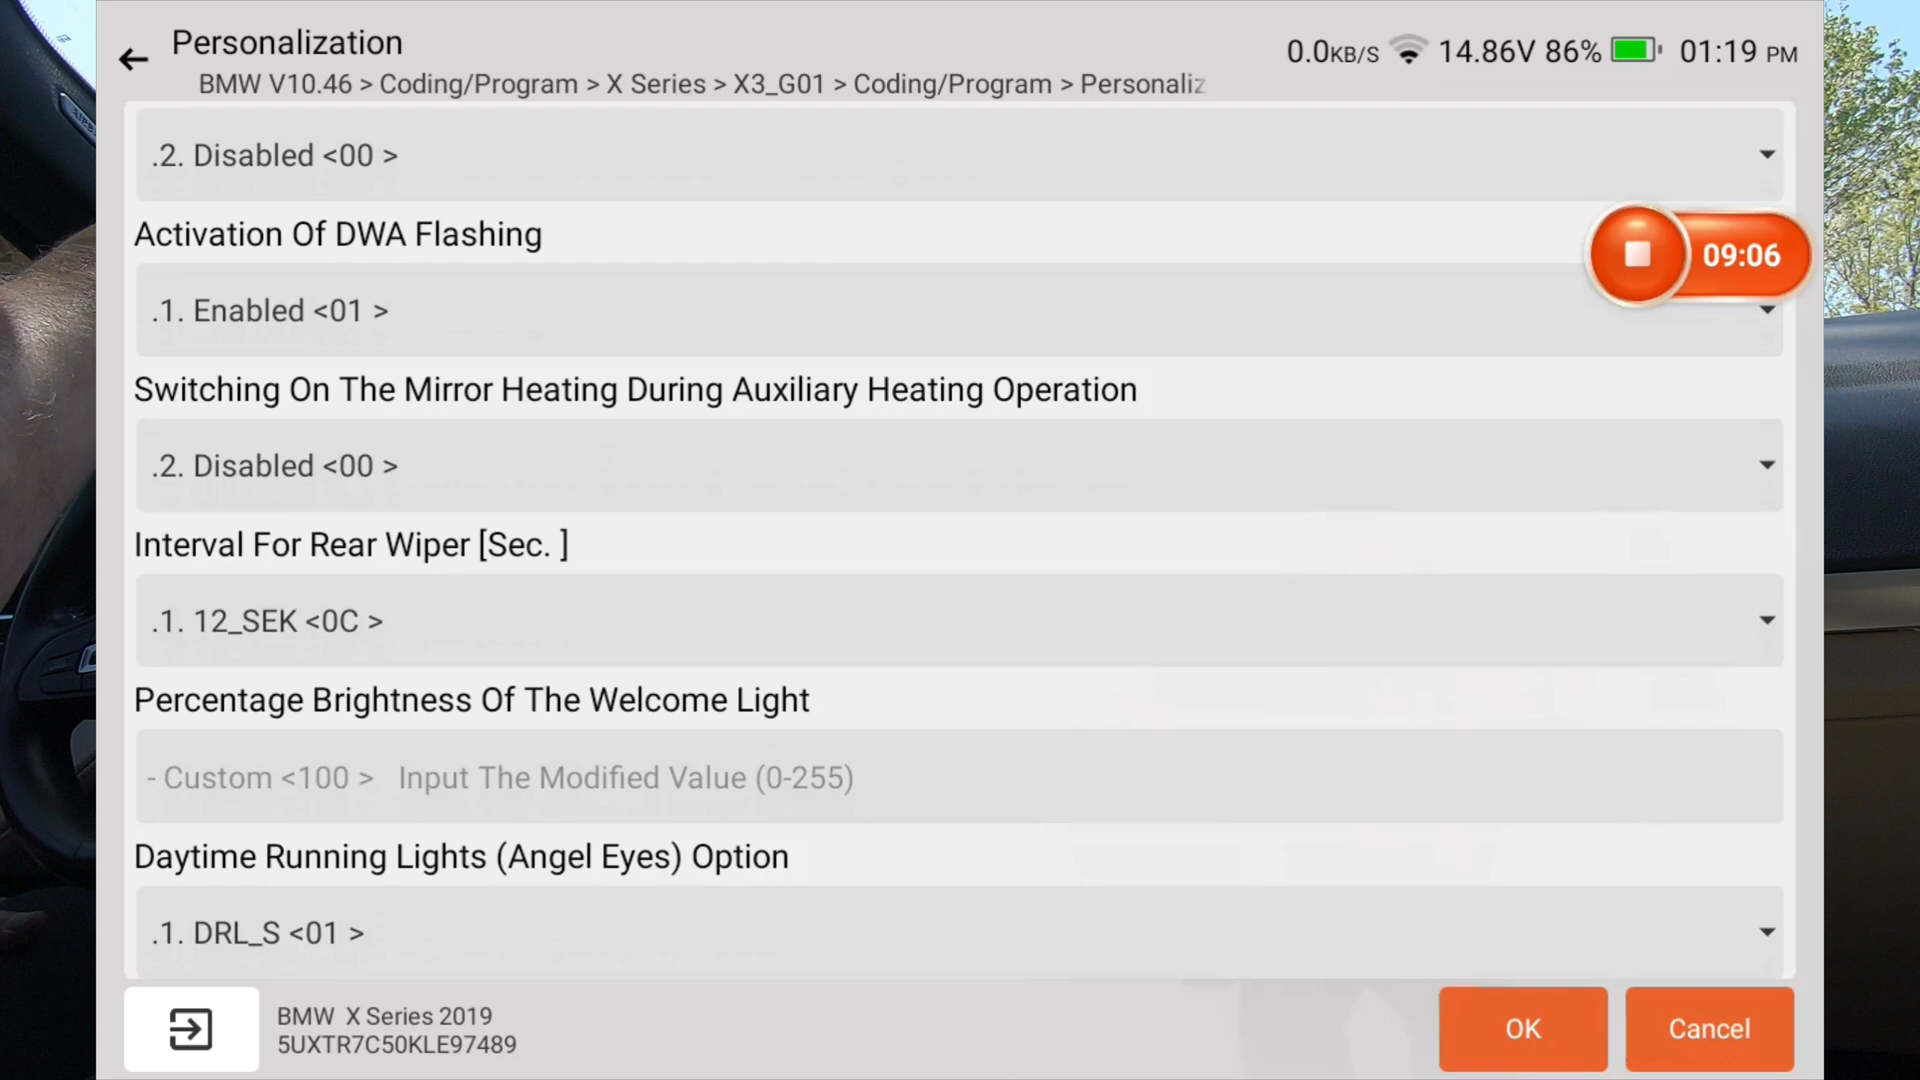 Personalization
0.0KB/S 14.86V 86% 01:19 PM
BMW V10.46 > Coding/Program > X Series > X3_G01 > Coding/Program > Personaliz
.2. Disabled <00 >
Activation Of DWA Flashing
09:06
.1. Enabled <01 >
Switching On The Mirror Heating During Auxiliary Heating Operation
.2. Disabled <00 >
Interval For Rear Wiper [Sec. ]
.1. 12_SEK <0C >
Percentage Brightness Of The Welcome Light
- Custom <100 > Input The Modified Value (0-255)
Daytime Running Lights (Angel Eyes) Option
.1. DRL_S <01 >
BMW X Series 2019
5UXTR7C50KLE97489
OK
Cancel